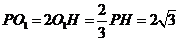 PO₁ = 2O₁H = 2/3 PH = 2√3